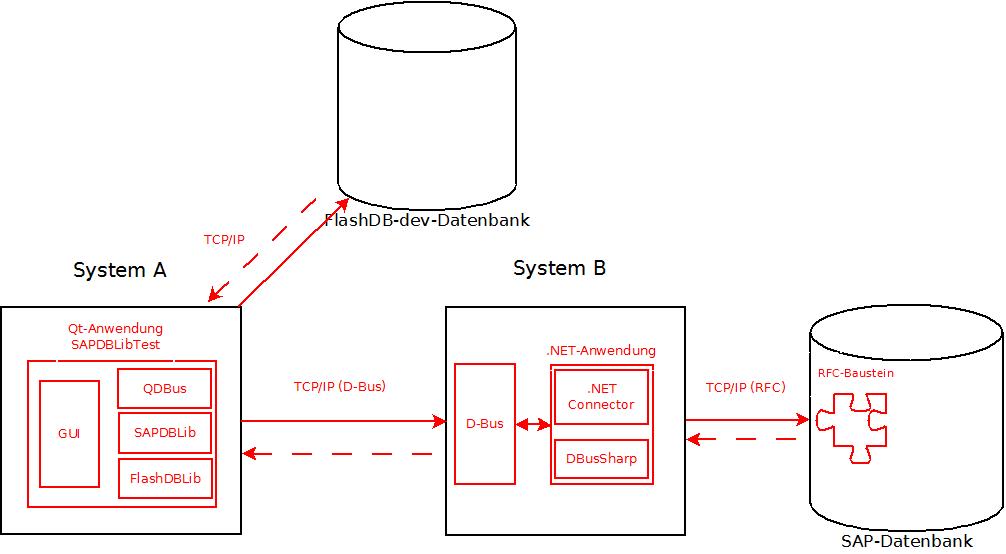 FlashDB-dev-Datenbank
TCP/IP
System A
System B
Qt-Anwendung
SAPDBLibTest
GUI
QDBus
SAPDBLib
FlashDBLib
TCP/IP (D-Bus)
D-Bus
.NET-Anwendung
.NET
Connector
DBusSharp
TCP/IP (RFC)
RFC-Baustein
SAP-Datenbank